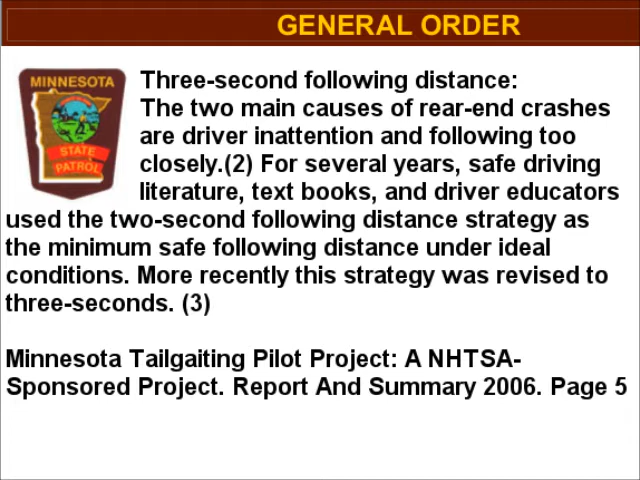 GENERAL ORDER
MINNESOTA
STATE
PATROL
Three-second following distance:
The two main causes of rear-end crashes
are driver inattention and following too
closely.(2) For several years, safe driving
literature, text books, and driver educators
used the two-second following distance strategy as
the minimum safe following distance under ideal
conditions. More recently this strategy was revised to
three-seconds. (3)
Minnesota Tailgaiting Pilot Project: A NHTSA-
Sponsored Project. Report And Summary 2006. Page 5